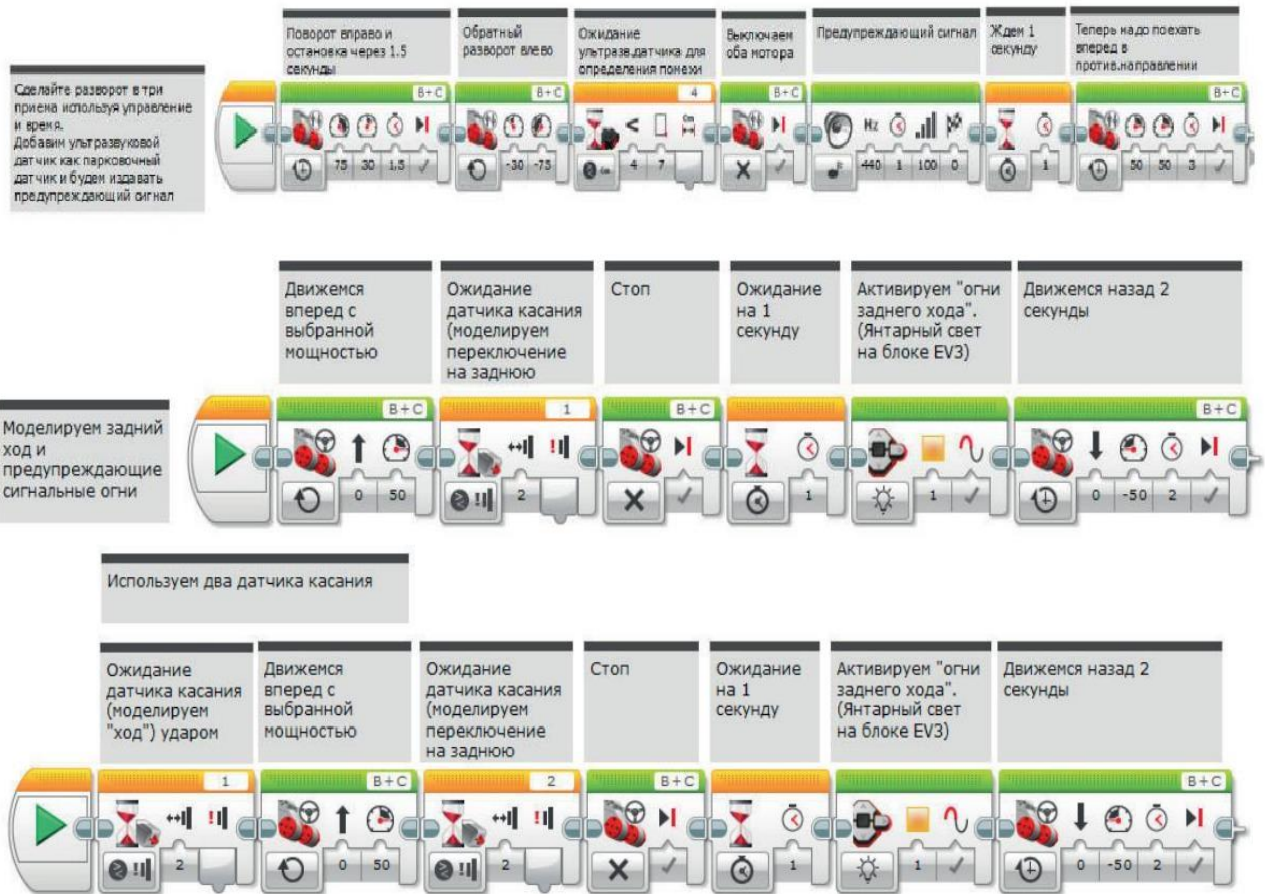 Сделайте разворот в три
приема используя управление
и время.
Добавим ультразвуковой
датчик как парковочный
датчик и будем издавать
предупреждающий сигнал
Поворот вправо и
остановка через 1.5
секунды
Обратный
разворот влево
Ожидание
ультразв.датчика для
определения помехи
Выключаем
оба мотора
Предупреждающий сигнал
Ждем 1
секунду
Теперь надо поехать
вперед в
против.направлении
B+C
B+C
4
B+C
B+C
Hz
75 30 1,5
-30 -75
4 7
440 1 100 0
1
50 50 3
Моделируем задний
ход и
предупреждающие
сигнальные огни
Движемся
вперед с
выбранной
мощностью
Ожидание
датчика касания
(моделируем
переключение
на заднюю
Стоп
Ожидание
на 1
секунду
Активируем "огни
заднего хода".
(Янтарный свет
на блоке EV3)
Движемся назад 2
секунды
B+C
1
B+C
B+C
0 50
2
1
1
0 -50 2
Используем два датчика касания
Ожидание
датчика касания
(моделируем
"ход") ударом
Движемся
вперед с
выбранной
мощностью
Ожидание
датчика касания
(моделируем
переключение
на заднюю
Стоп
Ожидание
на 1
секунду
Активируем "огни
заднего хода".
(Янтарный свет
на блоке EV3)
Движемся назад 2
секунды
1
B+C
2
B+C
B+C
2
0 50
2
1
1
0 -50 2